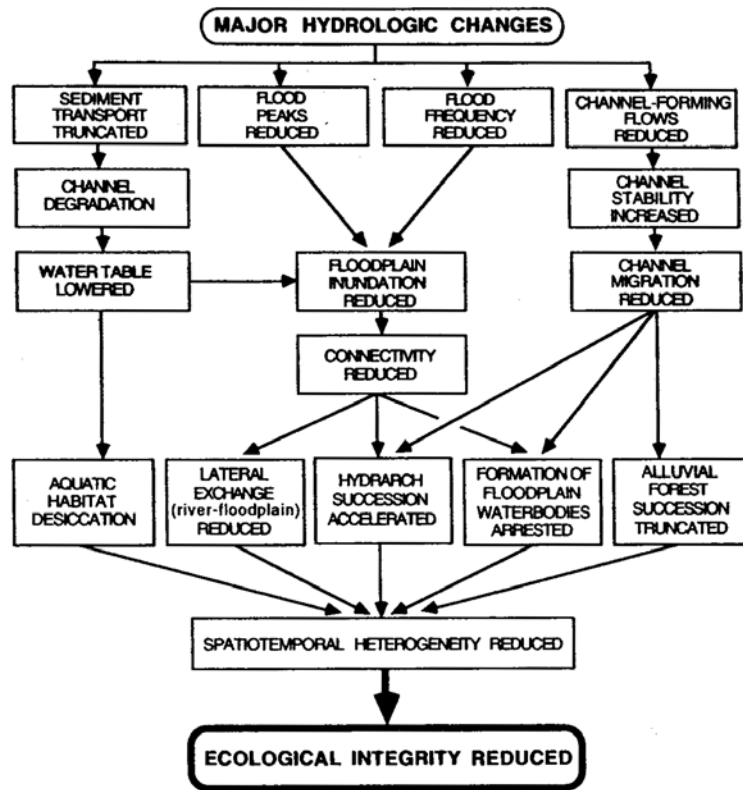 MAJOR HYDROLOGIC CHANGES
SEDIMENT
TRANSPORT
TRUNCATED
FLOOD
PEAKS
REDUCED
FLOOD
FREQUENCY
REDUCED
CHANNEL-FORMING
FLOWS
REDUCED
CHANNEL
DEGRADATION
CHANNEL
STABILITY
INCREASED
WATER TABLE
LOWERED
FLOODPLAIN
INUNDATION
REDUCED
CHANNEL
MIGRATION
REDUCED
CONNECTIVITY
REDUCED
AQUATIC
HABITAT
DESICCATION
LATERAL
EXCHANGE
(river-floodplain)
REDUCED
HYDRARCH
SUCCESSION
ACCELERATED
FORMATION OF
FLOODPLAIN
WATERBODIES
ARRESTED
ALLUVIAL
FOREST
SUCCESSION
TRUNCATED
SPATIOTEMPORAL HETEROGENEITY REDUCED
ECOLOGICAL INTEGRITY REDUCED